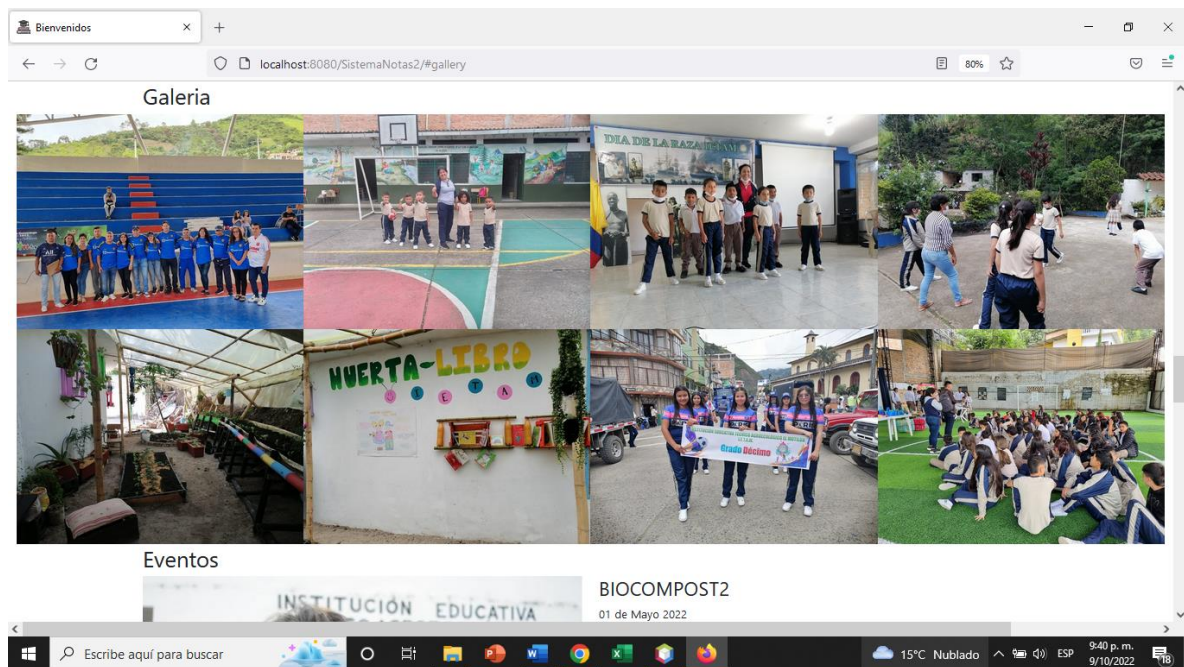 Bienvenidos
localhost:8080/SistemaNotas2/#gallery
80%
Galeria
DIA DE LA RAZA
HUERTA-LIBRO
Grado Décimo
Eventos
INSTITUCIÓN EDUCATIVA
BIOCOMPOST2
01 de Mayo 2022
Escribe aquí para buscar
15°C Nublado
ESP
9:40 p. m.
9/10/2022
18